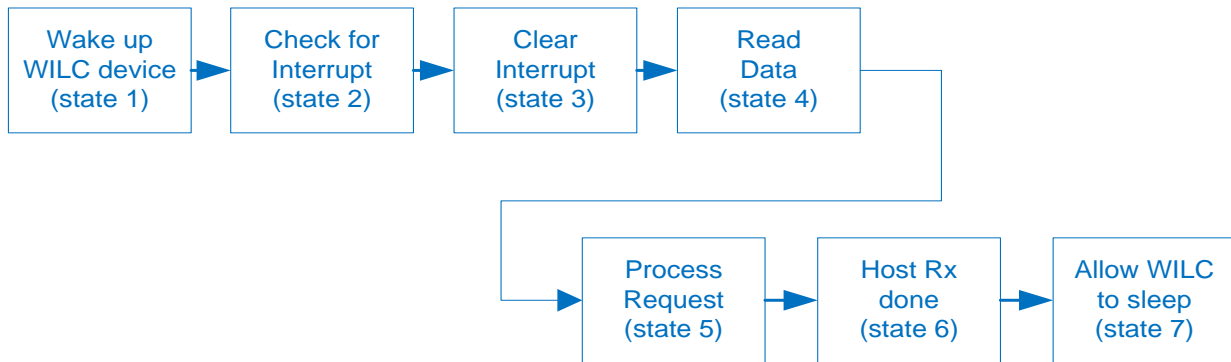 Wake up
WILC device
(state 1)
Check for
Interrupt
(state 2)
Clear
Interrupt
(state 3)
Read
Data
(state 4)
Process
Request
(state 5)
Host Rx
done
(state 6)
Allow WILC
to sleep
(state 7)